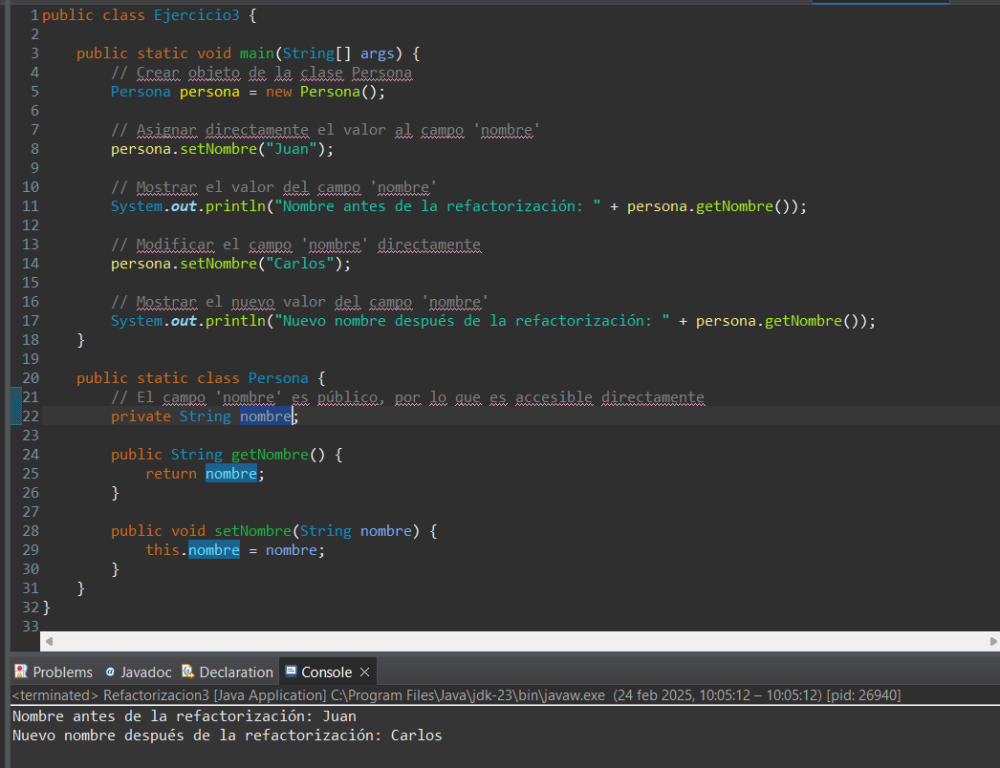 1 public class Ejercicio3 {
2
3 public static void main(String[] args) {
4 // Crear objeto de la clase Persona
5 Persona persona = new Persona();
6
7 // Asignar directamente el valor al campo 'nombre'
8 persona.setNombre("Juan");
9
10 // Mostrar el valor del campo 'nombre'
11 System.out.println("Nombre antes de la refactorización: " + persona.getNombre());
12
13 // Modificar el campo 'nombre' directamente
14 persona.setNombre("Carlos");
15
16 // Mostrar el nuevo valor del campo 'nombre'
17 System.out.println("Nuevo nombre después de la refactorización: " + persona.getNombre());
18 }
19
20 public static class Persona {
21 // El campo 'nombre' es público, por lo que es accesible directamente
22 private String nombre;
23
24 public String getNombre() {
25 return nombre;
26 }
27
28 public void setNombre(String nombre) {
29 this.nombre = nombre;
30 }
31 }
32 }
33
Problems @ Javadoc Declaration Console
<terminated> Refactorizacion3 [Java Application] C:\Program Files\Java\jdk-23\bin\javaw.exe (24 feb 2025, 10:05:12 – 10:05:12) [pid: 26940]
Nombre antes de la refactorización: Juan
Nuevo nombre después de la refactorización: Carlos